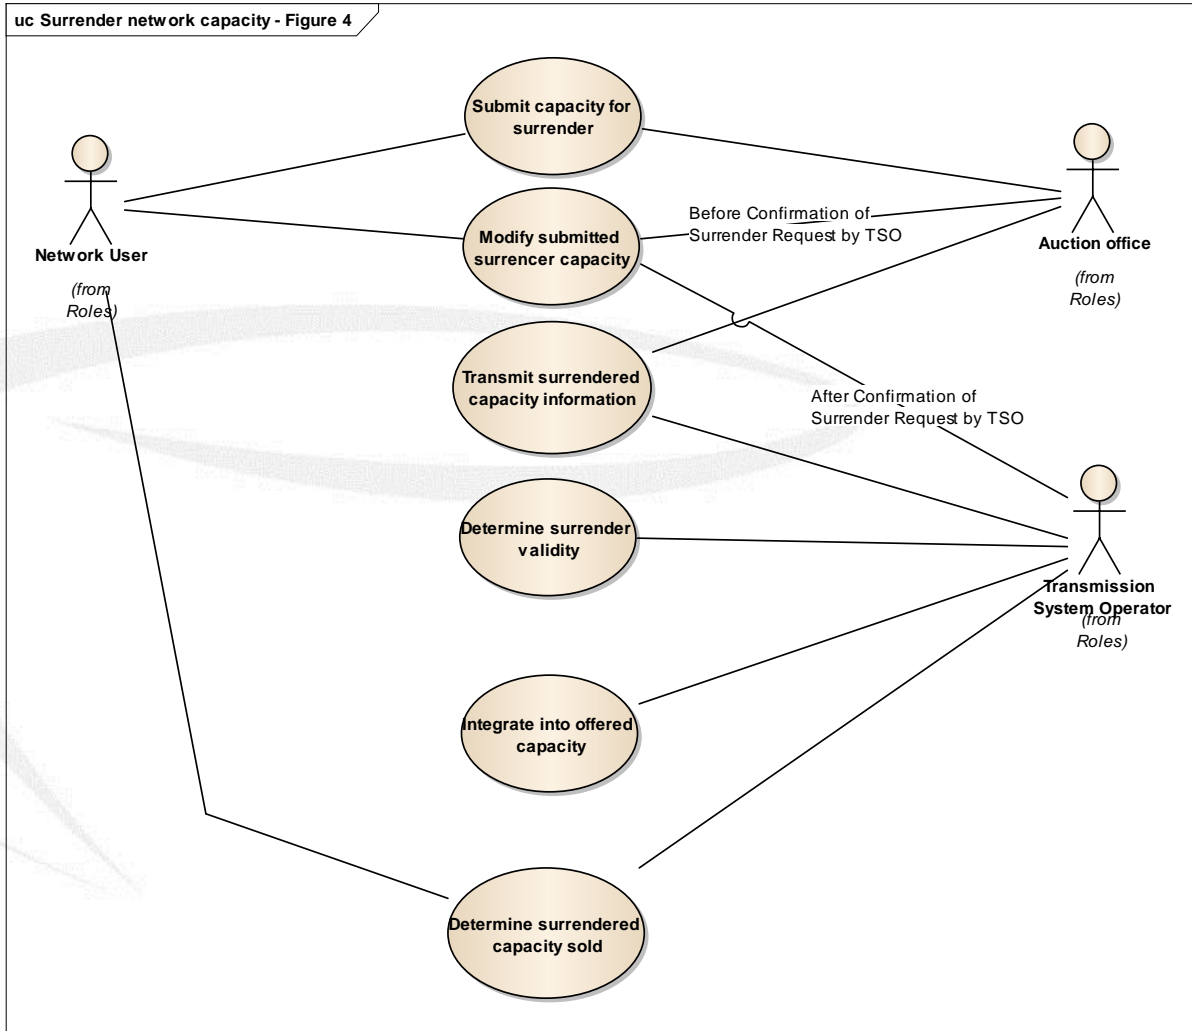 uc Surrender network capacity - Figure 4
Submit capacity for
surrender
Network User
(from
Roles)
Modify submitted
surrencer capacity
Before Confirmation of
Surrender Request by TSO
Auction office
(from
Roles)
Transmit surrendered
capacity information
After Confirmation of
Surrender Request by TSO
Determine surrender
validity
Transmission
System Operator
(from
Roles)
Integrate into offered
capacity
Determine surrendered
capacity sold